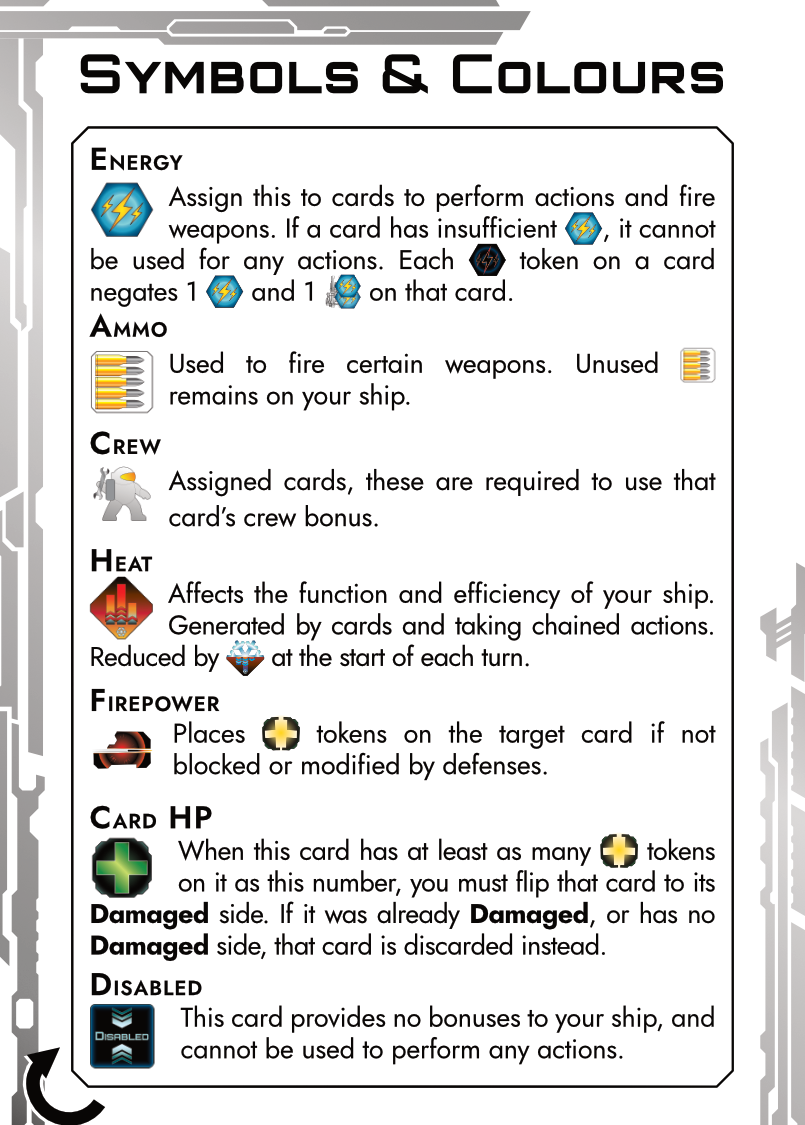 Symbols & Colours
Energy
Assign this to cards to perform actions and fire
weapons. If a card has insufficient , it cannot
be used for any actions. Each token on a card
negates 1 and 1 on that card.
Ammo
Used to fire certain weapons. Unused
remains on your ship.
Crew
Assigned cards, these are required to use that
card's crew bonus.
Heat
Affects the function and efficiency of your ship.
Generated by cards and taking chained actions.
Reduced by at the start of each turn.
Firepower
Places tokens on the target card if not
blocked or modified by defenses.
Card HP
When this card has at least as many tokens
on it as this number, you must flip that card to its
Damaged side. If it was already Damaged, or has no
Damaged side, that card is discarded instead.
Disabled
Disabled
This card provides no bonuses to your ship, and
cannot be used to perform any actions.